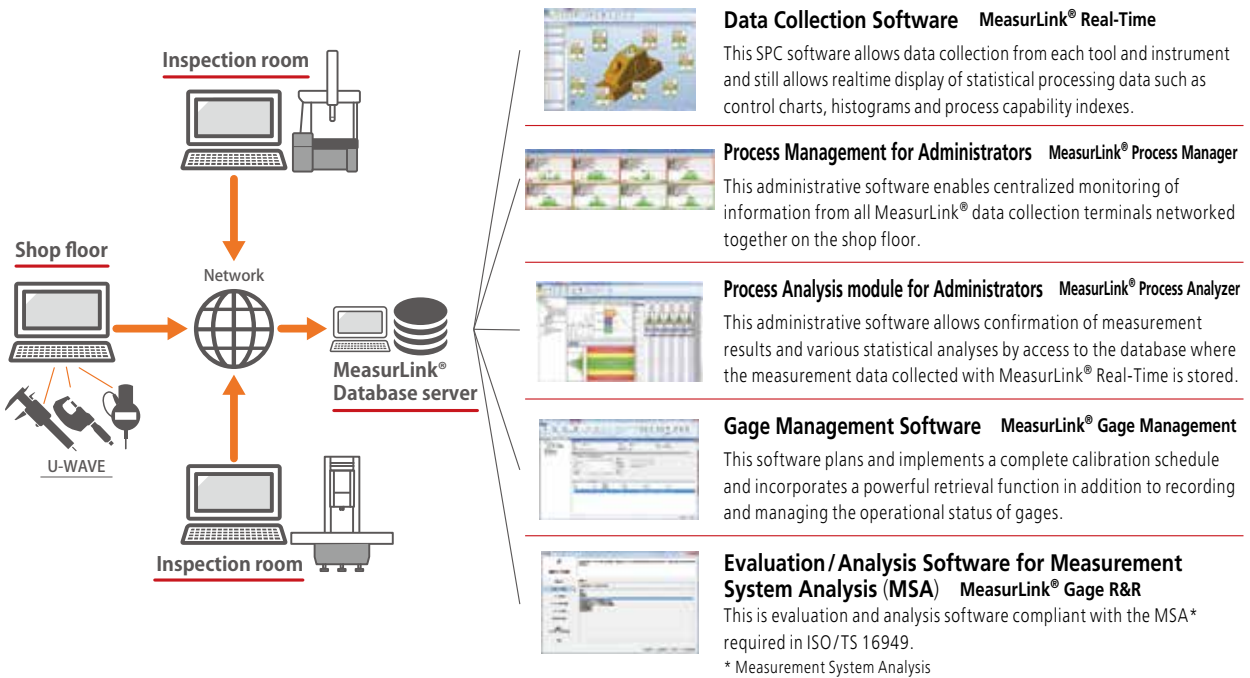 Inspection room
Shop floor
Network
U-WAVE
MeasurLink®
Database server
Inspection room
Data Collection Software MeasurLink® Real-Time
This SPC software allows data collection from each tool and instrument
and still allows realtime display of statistical processing data such as
control charts, histograms and process capability indexes.
Process Management for Administrators MeasurLink® Process Manager
This administrative software enables centralized monitoring of
information from all MeasurLink® data collection terminals networked
together on the shop floor.
Process Analysis module for Administrators MeasurLink® Process Analyzer
This administrative software allows confirmation of measurement
results and various statistical analyses by access to the database where
the measurement data collected with MeasurLink® Real-Time is stored.
Gage Management Software MeasurLink® Gage Management
This software plans and implements a complete calibration schedule
and incorporates a powerful retrieval function in addition to recording
and managing the operational status of gages.
Evaluation/Analysis Software for Measurement
System Analysis (MSA) MeasurLink® Gage R&R
This is evaluation and analysis software compliant with the MSA*
required in ISO/TS 16949.
* Measurement System Analysis